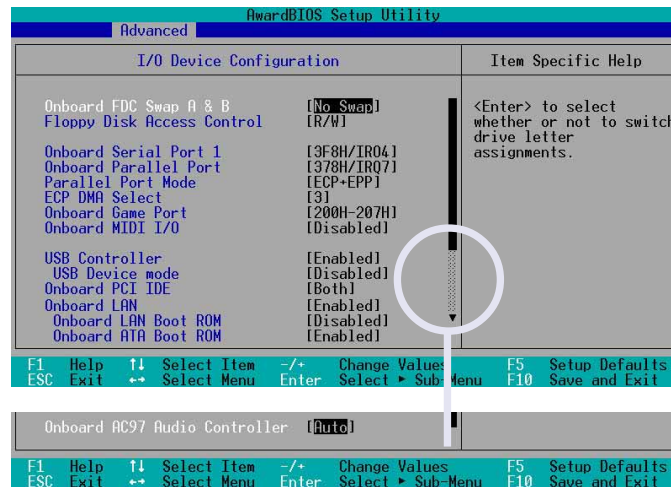 AwardBIOS Setup Utility
Advanced
I/O Device Configuration
Item Specific Help
Onboard FDC Swap A & B [No Swap]
Floppy Disk Access Control [R/W]
Onboard Serial Port 1 [3F8H/IRQ4]
Onboard Parallel Port [378H/IRQ7]
Parallel Port Mode [ECP+EPP]
ECP DMA Select [3]
Onboard Game Port [200H-207H]
Onboard MIDI I/O [Disabled]
USB Controller [Enabled]
USB Device mode [Disabled]
Onboard PCI IDE [Both]
Onboard LAN [Enabled]
Onboard LAN Boot ROM [Disabled]
Onboard ATA Boot ROM [Enabled]
<Enter> to select
whether or not to switch
drive letter
assignments.
F1 Help ↑↓ Select Item -/+ Change Values F5 Setup Defaults
ESC Exit ←→ Select Menu Enter Select ► Sub-Menu F10 Save and Exit
Onboard AC97 Audio Controller [Auto]
F1 Help ↑↓ Select Item -/+ Change Values F5 Setup Defaults
ESC Exit ←→ Select Menu Enter Select ► Sub-Menu F10 Save and Exit